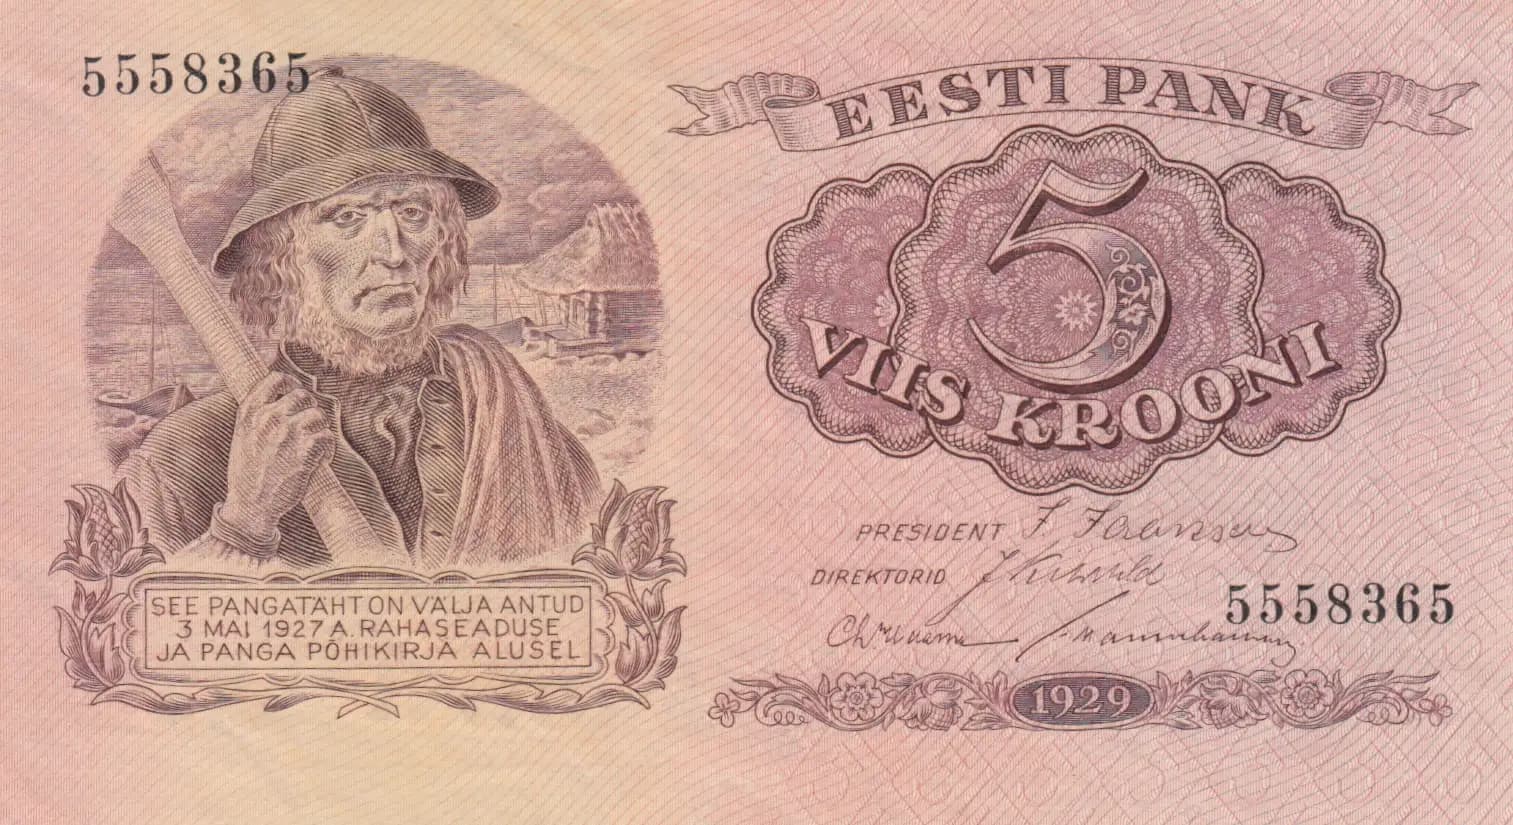 5558365
EESTI PANK
5
VIIS KROONI
SEE PANGATÄHT ON VÄLJA ANTUD
3 MAI 1927 A. RAHASEADUSE
JA PANGA PÕHIKIRJA ALUSEL
PRESIDENT
DIREKTORID
5558365
1929